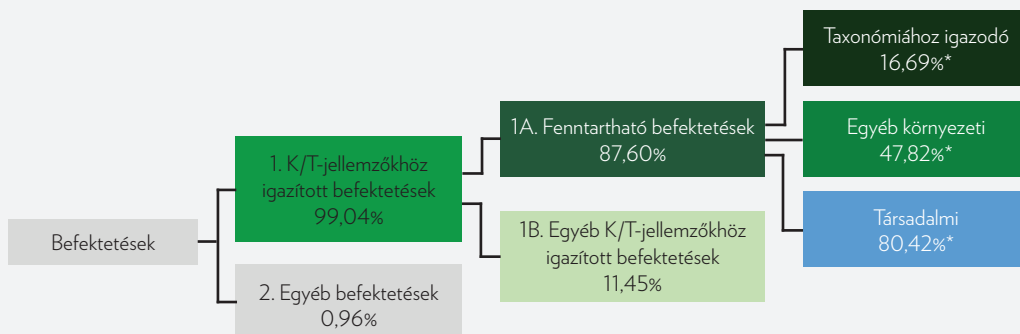 Befektetések
1. K/T-jellemzőkhöz
igazított befektetések
99,04%
2. Egyéb befektetések
0,96%
1A. Fenntartható befektetések
87,60%
1B. Egyéb K/T-jellemzőkhöz
igazított befektetések
11,45%
Taxonómiához igazodó
16,69%*
Egyéb környezeti
47,82%*
Társadalmi
80,42%*